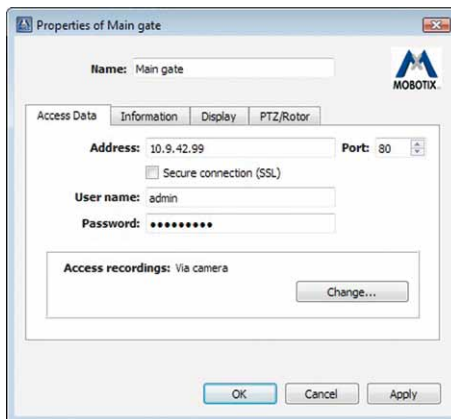 Properties of Main gate
Name: Main gate
MOBOTIX
Access Data Information Display PTZ/Rotor
Address: 10.9.42.99 Port: 80
Secure connection (SSL)
User name: admin
Password: •••••••••
Access recordings: Via camera
Change...
OK Cancel Apply